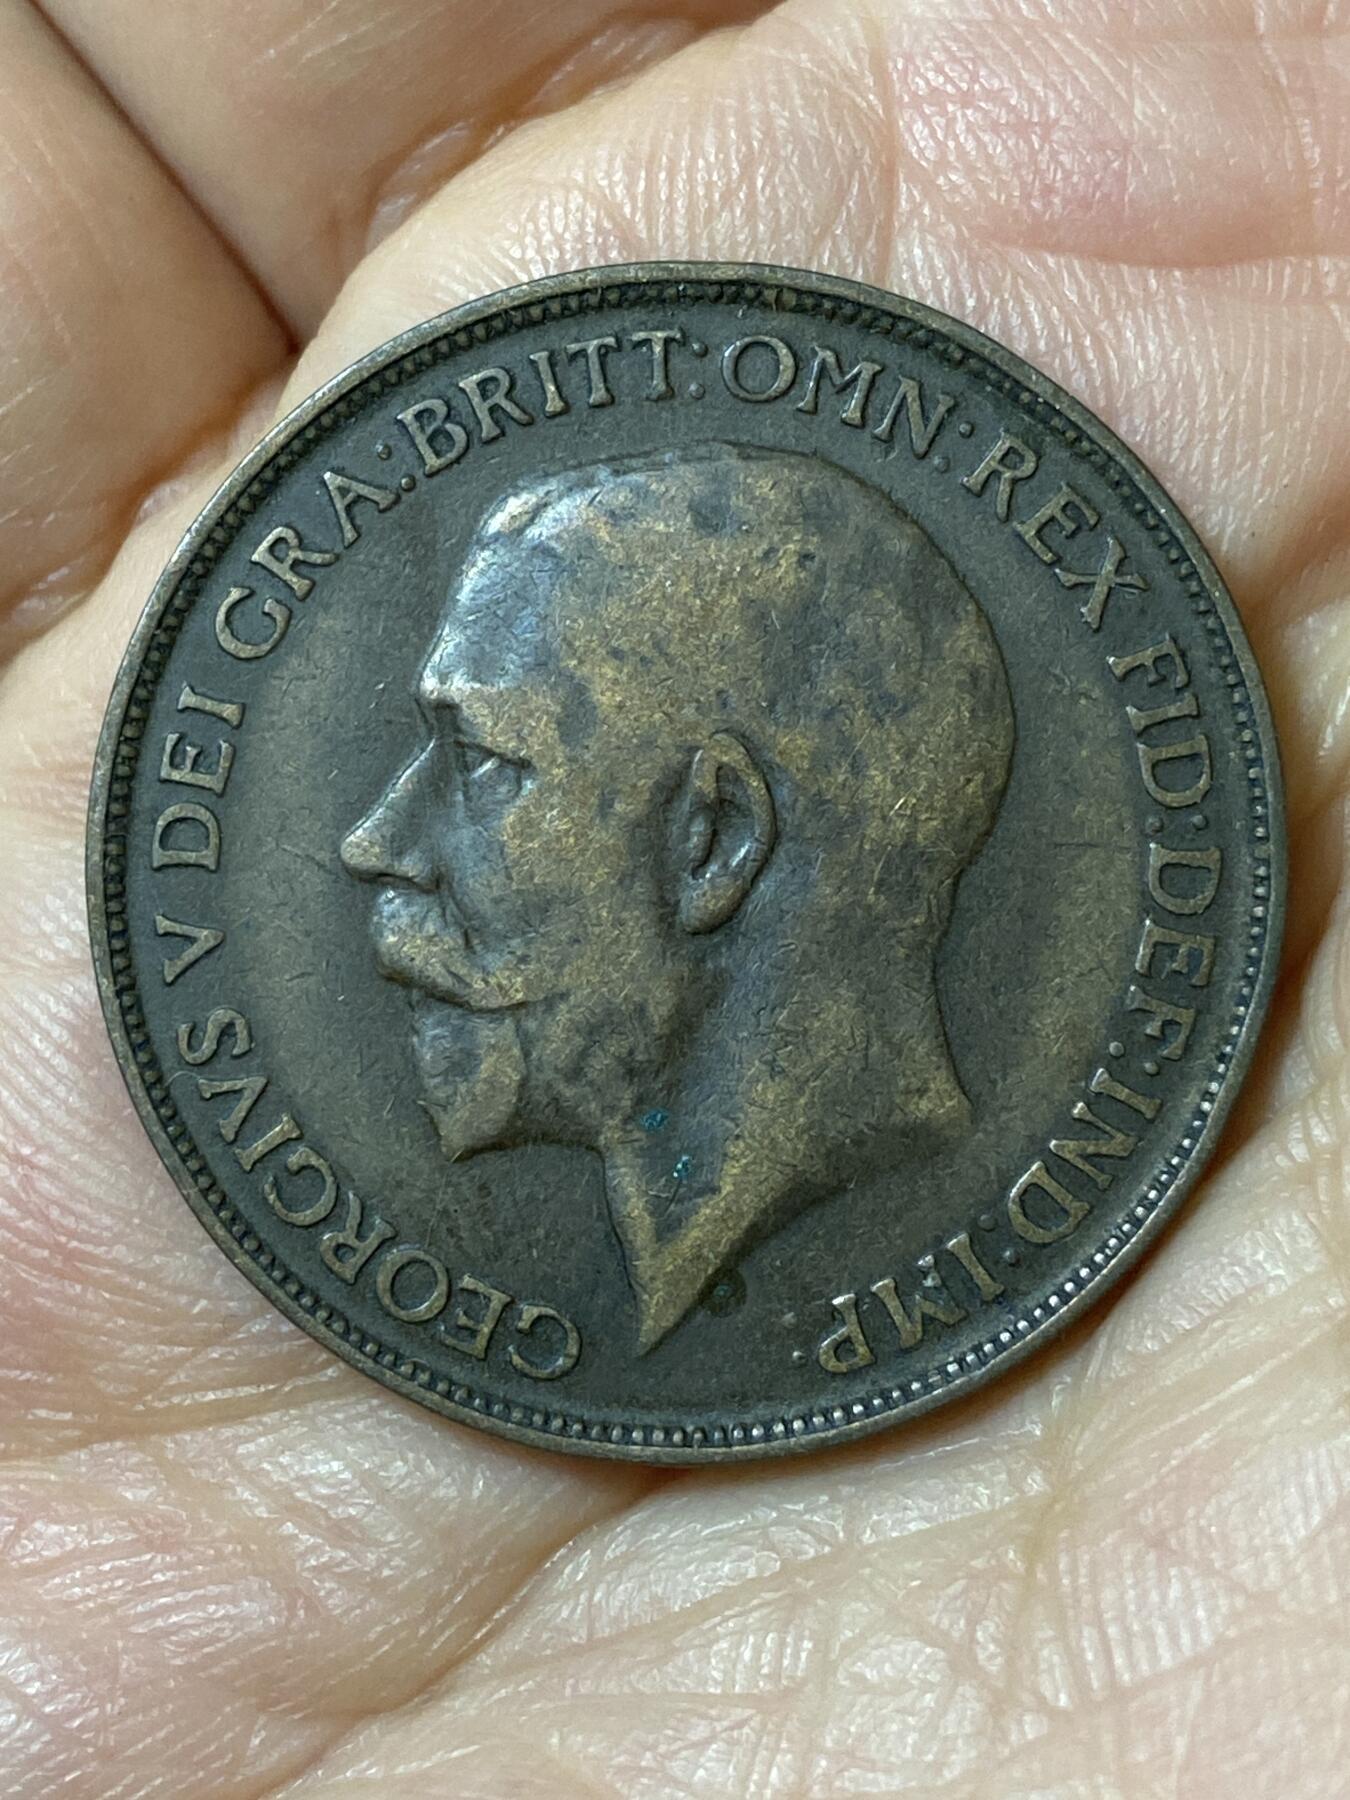 GEORGIVS V DEI GRA: BRITT: OMN: REX FID: DEF: IND: IMP: